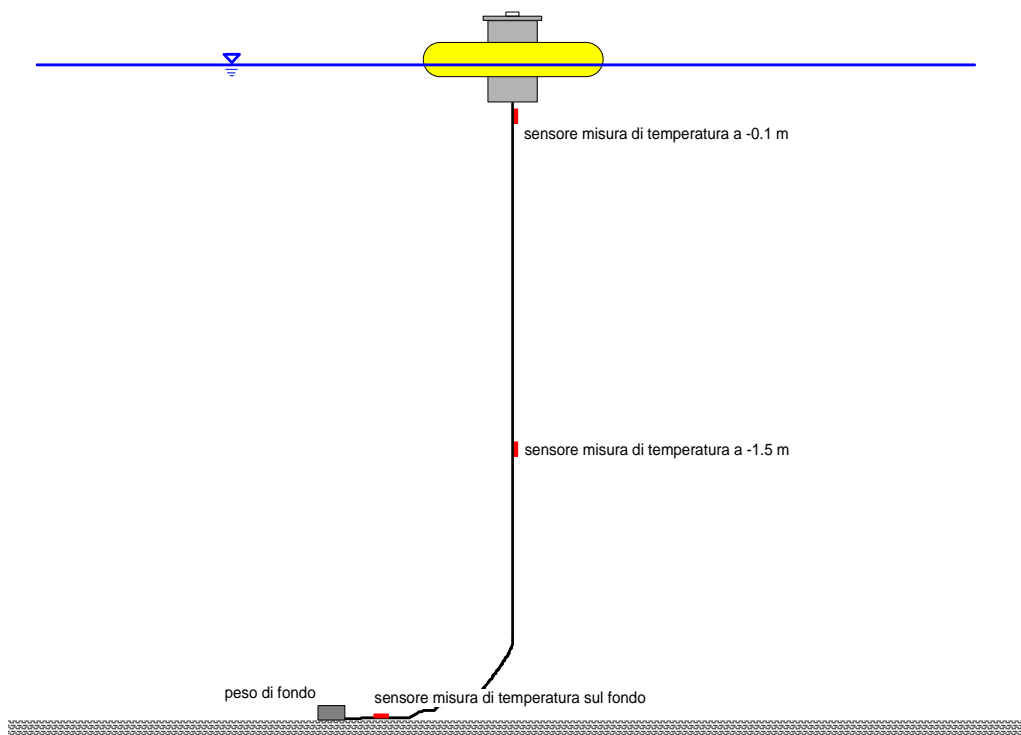 sensore misura di temperatura a -0.1 m
sensore misura di temperatura a -1.5 m
peso di fondo
sensore misura di temperatura sul fondo